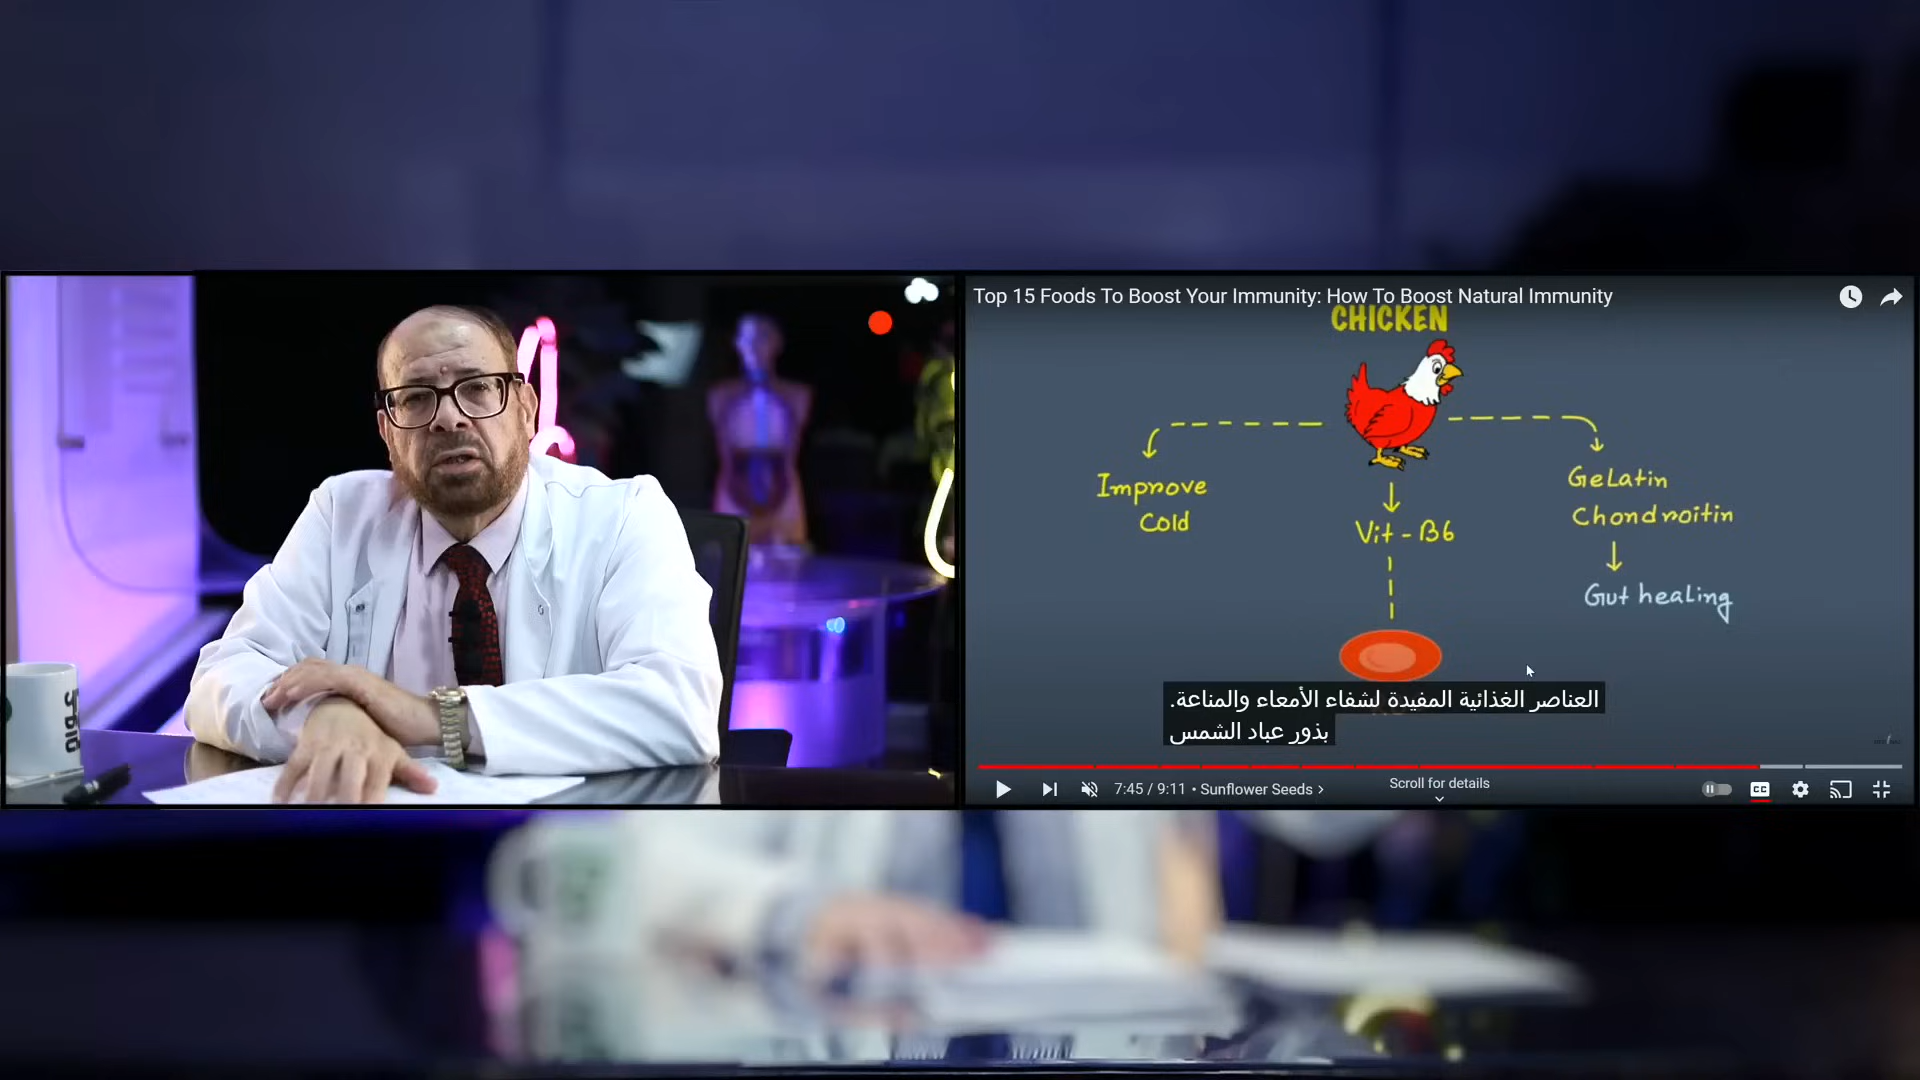 Top 15 Foods To Boost Your Immunity: How To Boost Natural Immunity
CHICKEN
Improve
Cold
Vit-B6
Gelatin
Chondroitin
Gut healing
العناصر الغذائية المفيدة لشفاء الأمعاء والمناعة.
بذور عباد الشمس
7:45 / 9:11 • Sunflower Seeds ›
Scroll for details
CC